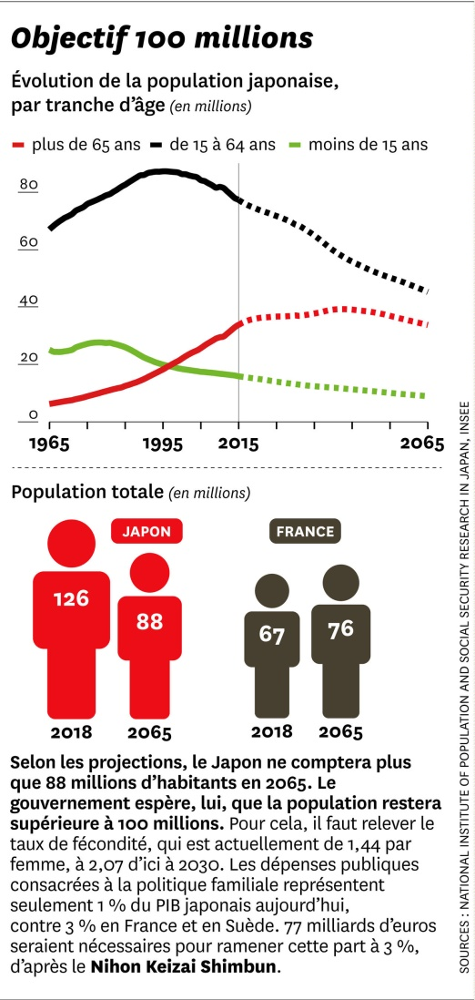 Objectif 100 millions
Évolution de la population japonaise,
par tranche d'âge (en millions)
plus de 65 ans de 15 à 64 ans moins de 15 ans
80
60
40
20
0
1965 1995 2015 2065
Population totale (en millions)
JAPON FRANCE
126 88 67 76
2018 2065 2018 2065
Selon les projections, le Japon ne comptera plus
que 88 millions d'habitants en 2065. Le
gouvernement espère, lui, que la population restera
supérieure à 100 millions. Pour cela, il faut relever le
taux de fécondité, qui est actuellement de 1,44 par
femme, à 2,07 d'ici à 2030. Les dépenses publiques
consacrées à la politique familiale représentent
seulement 1 % du PIB japonais aujourd'hui,
contre 3 % en France et en Suède. 77 milliards d'euros
seraient nécessaires pour ramener cette part à 3 %,
d'après le Nihon Keizai Shimbun.
SOURCES : NATIONAL INSTITUTE OF POPULATION AND SOCIAL SECURITY RESEARCH IN JAPAN, INSEE